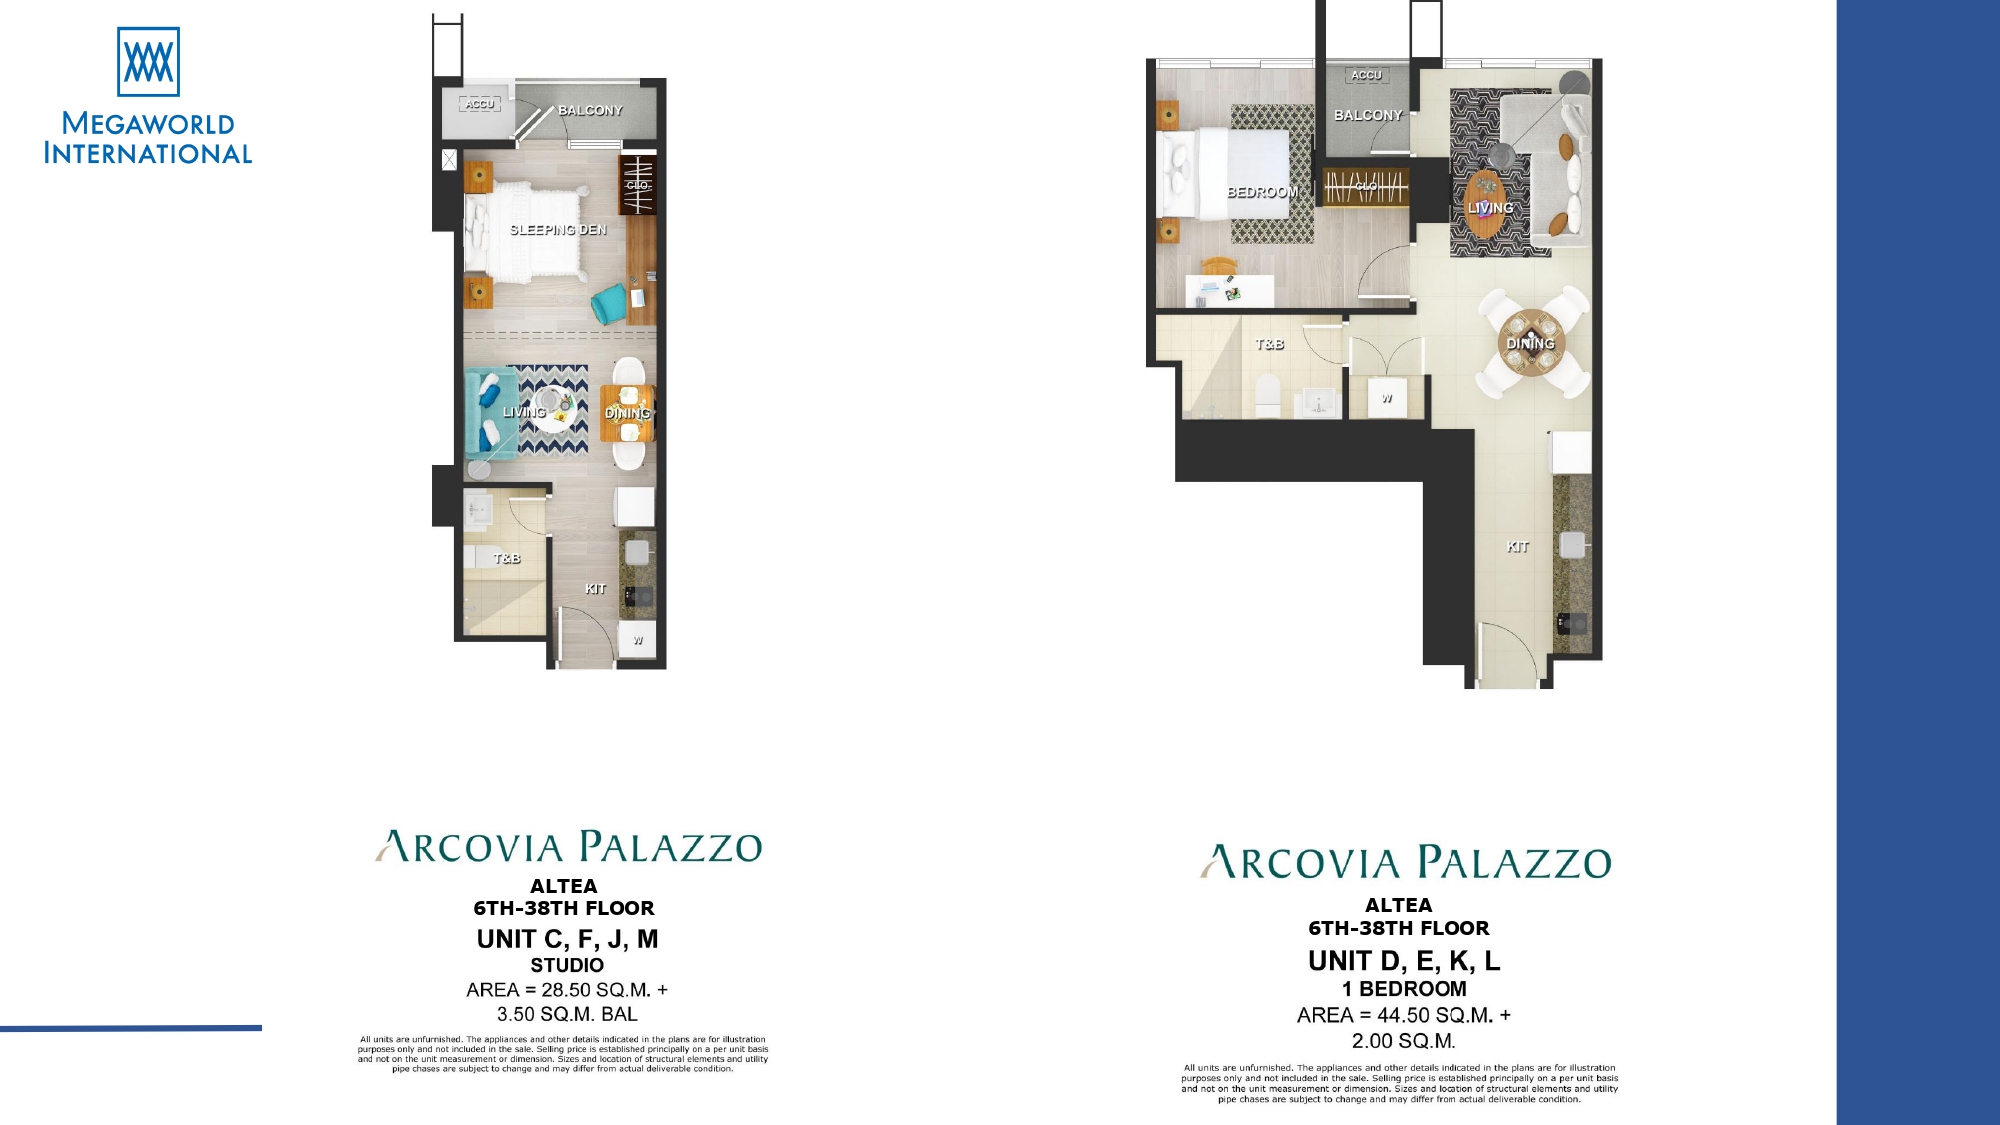 MEGAWORLD
INTERNATIONAL
ACCU
BALCONY
CLO.
SLEEPING DEN
LIVING
DINING
T&B
KIT
W
ARCOVIA PALAZZO
ALTEA
6TH-38TH FLOOR
UNIT C, F, J, M
STUDIO
AREA = 28.50 SQ.M. +
3.50 SQ.M. BAL
All units are unfurnished. The appliances and other details indicated in the plans are for illustration
purposes only and not included in the sale. Selling price is established principally on a per unit basis
and not on the unit measurement or dimension. Sizes and location of structural elements and utility
pipe chases are subject to change and may differ from actual deliverable condition.
ACCU
BALCONY
BEDROOM
CLO.
LIVING
T&B
DINING
W
KIT
ARCOVIA PALAZZO
ALTEA
6TH-38TH FLOOR
UNIT D, E, K, L
1 BEDROOM
AREA = 44.50 SQ.M. +
2.00 SQ.M.
All units are unfurnished. The appliances and other details indicated in the plans are for illustration
purposes only and not included in the sale. Selling price is established principally on a per unit basis
and not on the unit measurement or dimension. Sizes and location of structural elements and utility
pipe chases are subject to change and may differ from actual deliverable condition.